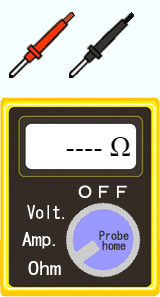 ---- Ω
OFF
Volt.
Amp.
Ohm
Probe
home